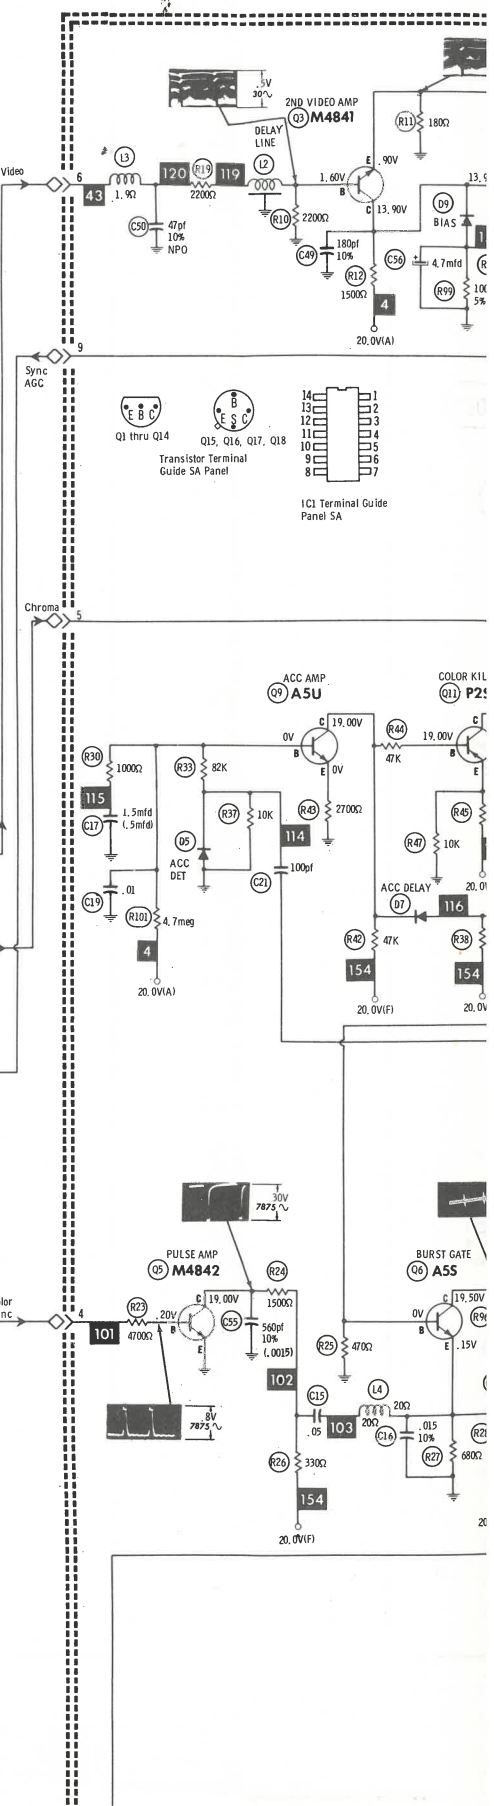 .5V
30∿
2ND VIDEO AMP
Q3 M4841
DELAY
LINE
R11 180Ω
Video
6
43
L3
1.9Ω
120
R19
2200Ω
119
L2
1.60V
B
E .90V
C 13.90V
13.9
C50 47pf
10%
NPO
R10 2200Ω
C49
180pf
10%
D9
BIAS
C56 4.7mfd
R12
1500Ω
4
20.0V(A)
R99
100
5%
9
Sync
AGC
E B C
Q1 thru Q14
B
E S C
Q15, Q16, Q17, Q18
Transistor Terminal
Guide SA Panel
14 1
13 2
12 3
11 4
10 5
9 6
8 7
IC1 Terminal Guide
Panel SA
Chroma
5
ACC AMP
Q9 A5U
COLOR KIL
Q11 P2S
C 19.00V
0V
B
E 0V
R44
47K
19.00V
B
C
E
R30 1000Ω
R33 82K
115
C17 1.5mfd
(.5mfd)
R37 10K
D5
ACC
DET
114
C21 100pf
R43 2700Ω
R47 10K
R45
20.0V
C19 .01
R101 4.7meg
4
20.0V(A)
ACC DELAY
D7
116
R42 47K
154
20.0V(F)
R38
154
20.0V
30V
7875∿
PULSE AMP
Q5 M4842
C 19.00V
R24
1500Ω
BURST GATE
Q6 A5S
C 19.50V
olor
nc
4
101
R23
4700Ω
.20V
B
E
C55 560pf
10%
(.0015)
R25 470Ω
0V
B
E .15V
R96
.8V
7875∿
102
C15
.05
103
L4
20Ω
20Ω
C16
.015
10%
R27 680Ω
R28
R26 330Ω
154
20.0V(F)
20